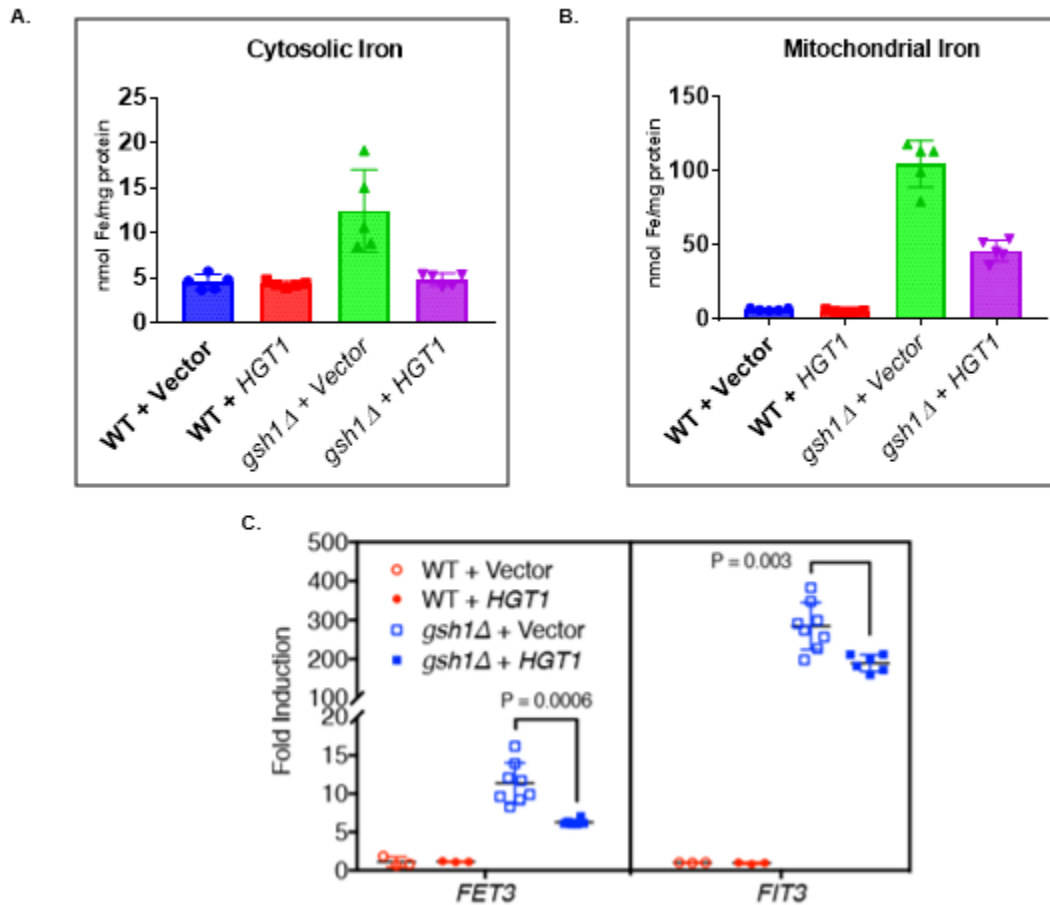 A.
Cytosolic Iron
nmol Fe/mg protein
25
20
15
10
5
0
WT + Vector
WT + HGT1
gsh1Δ + Vector
gsh1Δ + HGT1
B.
Mitochondrial Iron
nmol Fe/mg protein
150
100
50
0
WT + Vector
WT + HGT1
gsh1Δ + Vector
gsh1Δ + HGT1
C.
Fold Induction
500
400
300
200
100
20
15
10
5
0
WT + Vector
WT + HGT1
gsh1Δ + Vector
gsh1Δ + HGT1
P = 0.0006
P = 0.003
FET3
FIT3